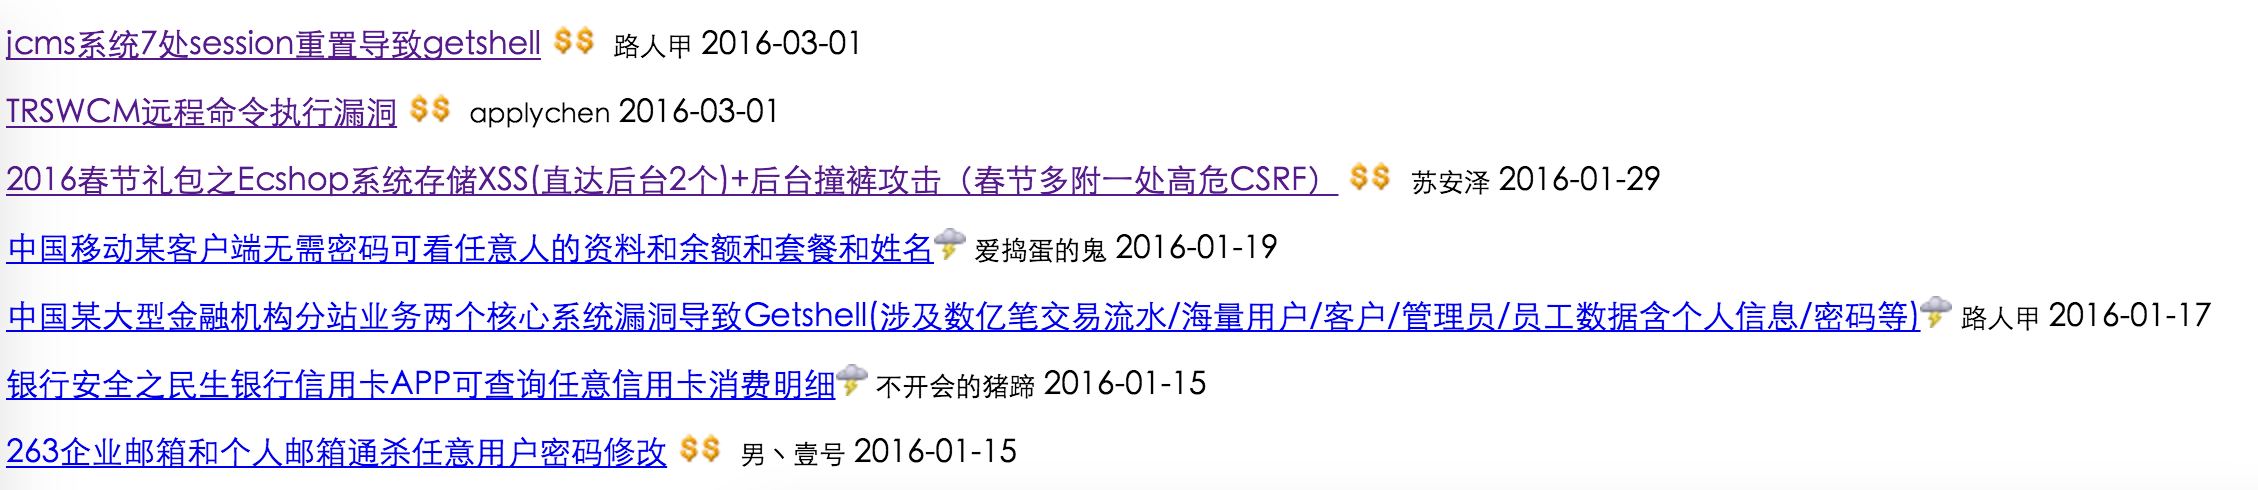 jcms系统7处session重置导致getshell $$ 路人甲 2016-03-01
TRSWCM远程命令执行漏洞 $$ applychen 2016-03-01
2016春节礼包之Ecshop系统存储XSS(直达后台2个)+后台撞裤攻击（春节多附一处高危CSRF） $$ 苏安泽 2016-01-29
中国移动某客户端无需密码可看任意人的资料和余额和套餐和姓名 爱捣蛋的鬼 2016-01-19
中国某大型金融机构分站业务两个核心系统漏洞导致Getshell(涉及数亿笔交易流水/海量用户/客户/管理员/员工数据含个人信息/密码等) 路人甲 2016-01-17
银行安全之民生银行信用卡APP可查询任意信用卡消费明细 不开会的猪蹄 2016-01-15
263企业邮箱和个人邮箱通杀任意用户密码修改 $$ 男丶壹号 2016-01-15